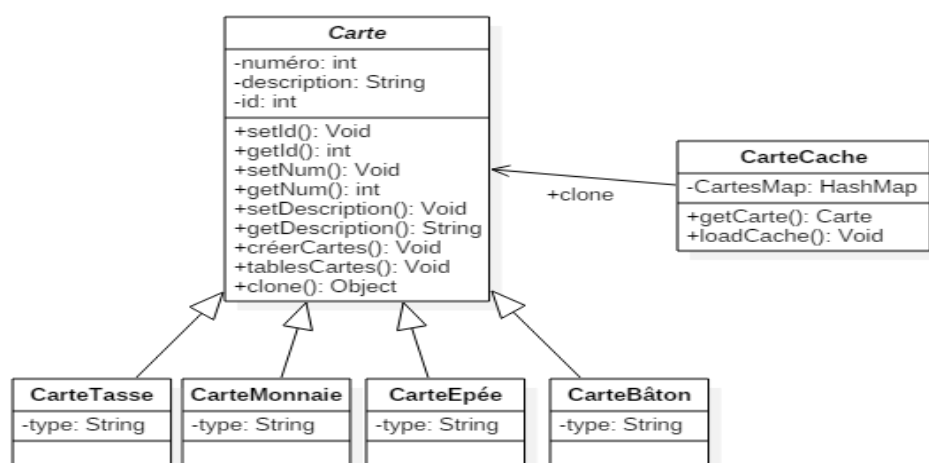 Carte
-numéro: int
-description: String
-id: int
+setId(): Void
+getId(): int
+setNum(): Void
+getNum(): int
+setDescription(): Void
+getDescription(): String
+créerCartes(): Void
+tablesCartes(): Void
+clone(): Object
+clone
CarteCache
-CartesMap: HashMap
+getCarte(): Carte
+loadCache(): Void
CarteTasse
-type: String
CarteMonnaie
-type: String
CarteEpée
-type: String
CarteBâton
-type: String